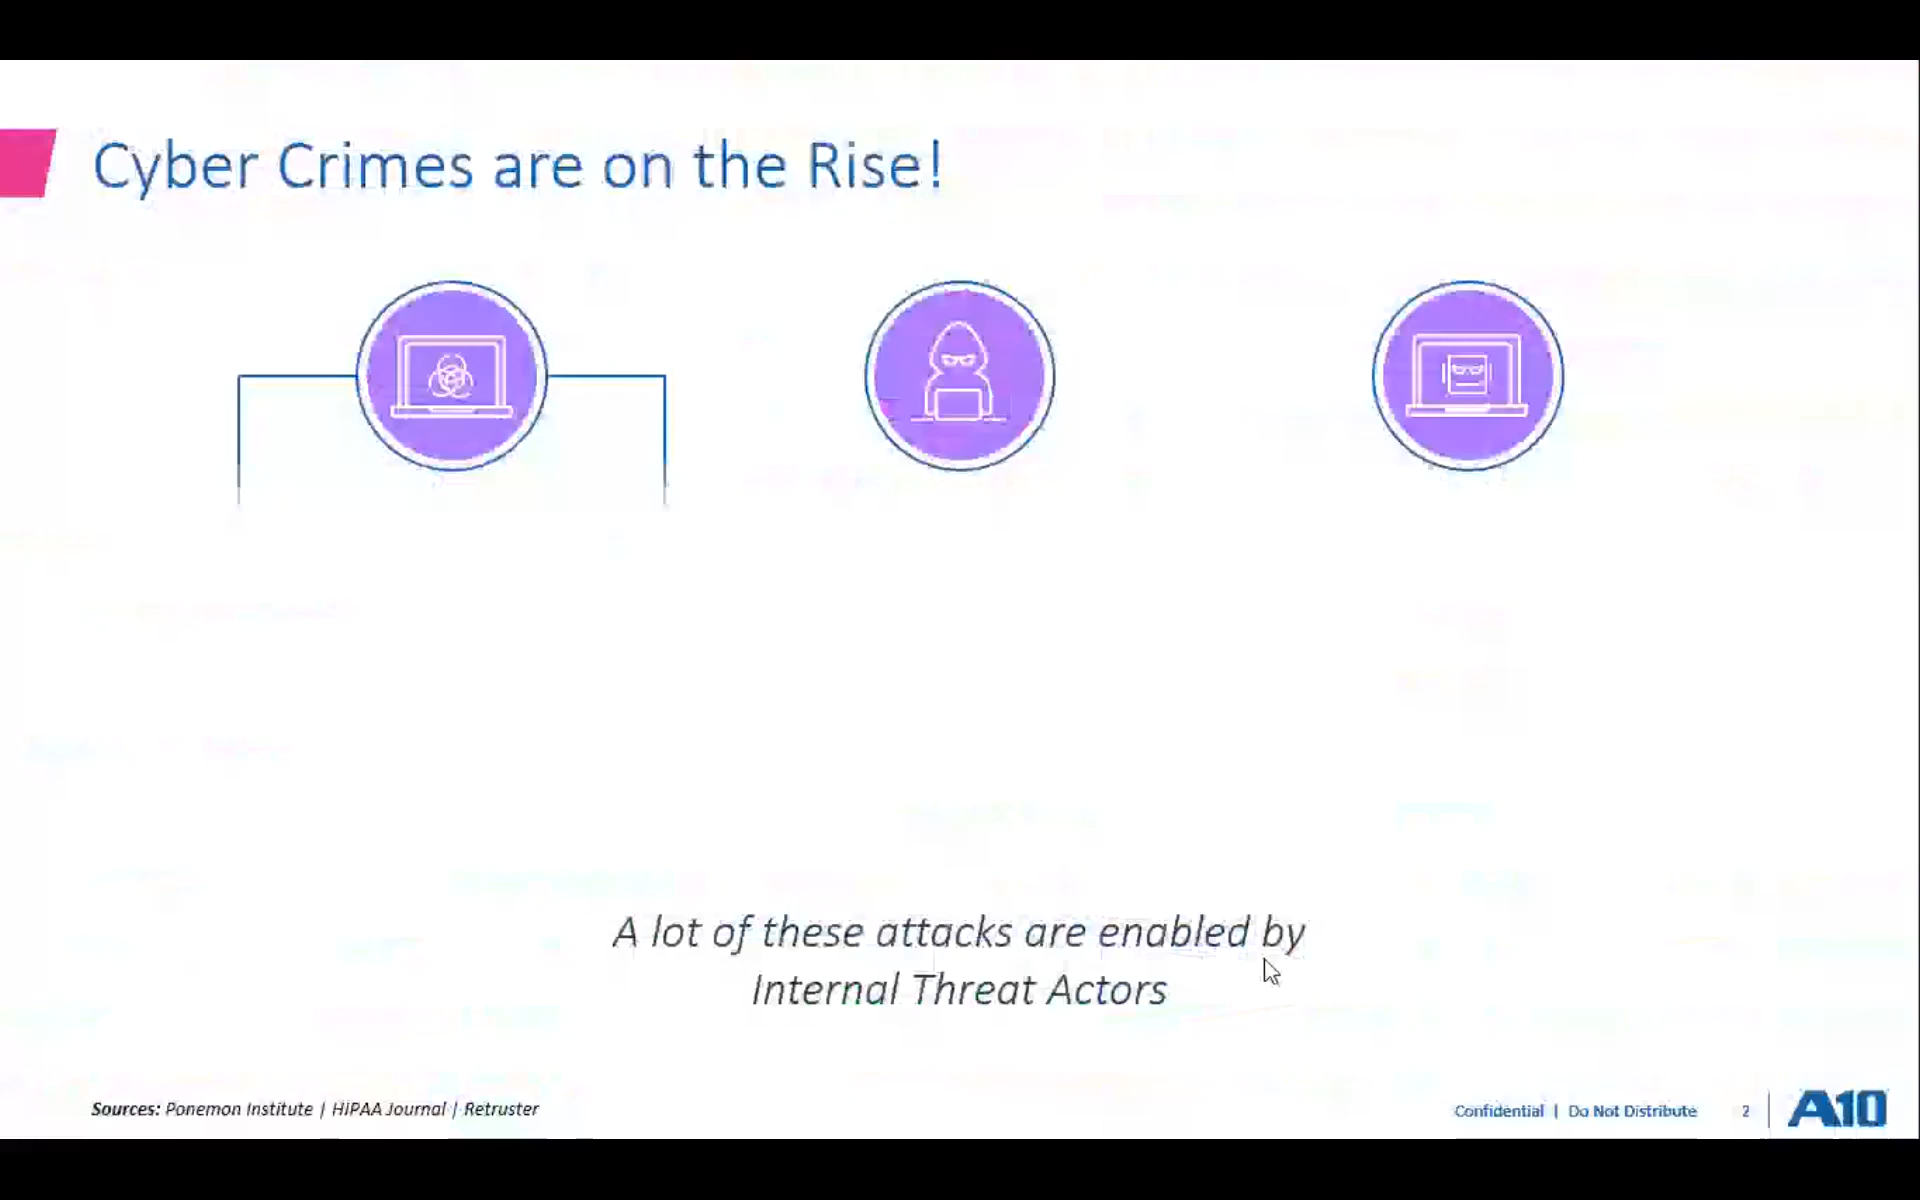 Cyber Crimes are on the Rise!
A lot of these attacks are enabled by
Internal Threat Actors
Sources: Ponemon Institute | HIPAA Journal | Retruster
Confidential | Do Not Distribute 2 A10